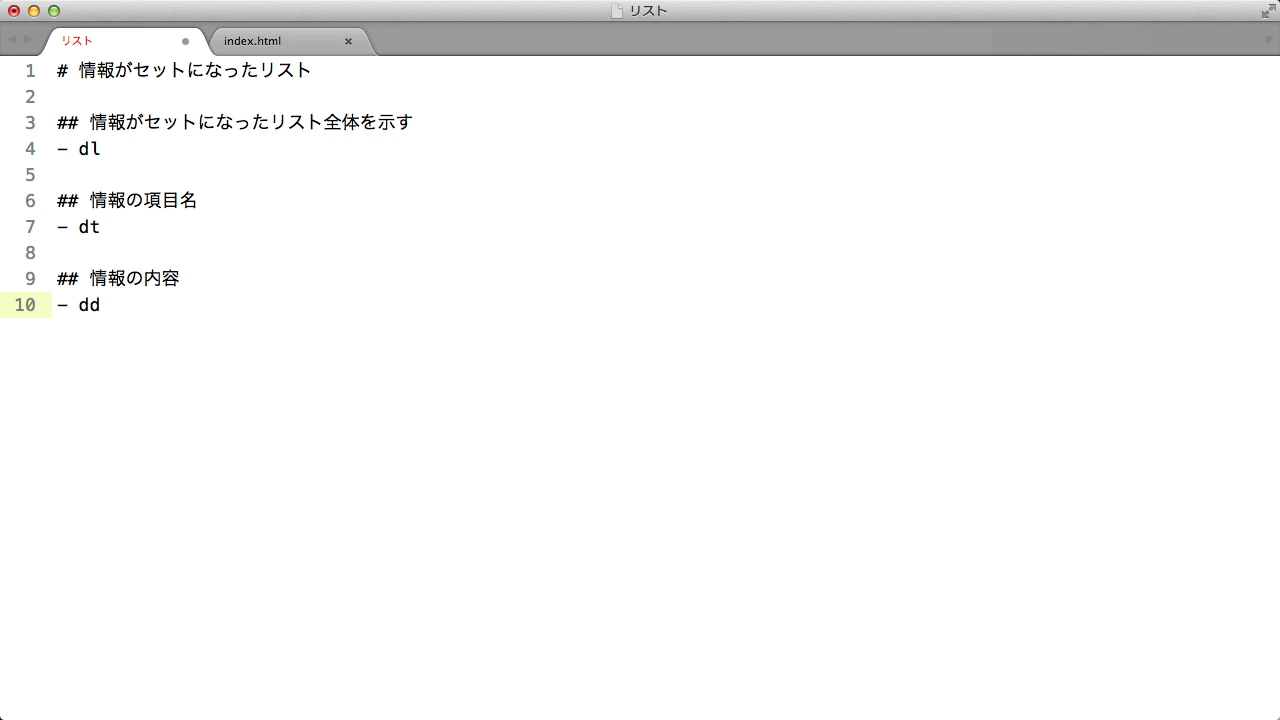 リスト
リスト
index.html
1 # 情報がセットになったリスト
2
3 ## 情報がセットになったリスト全体を示す
4 - dl
5
6 ## 情報の項目名
7 - dt
8
9 ## 情報の内容
10 - dd